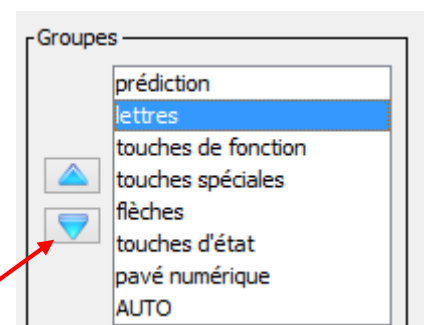 Groupes
prédiction
lettres
touches de fonction
touches spéciales
flèches
touches d'état
pavé numérique
AUTO